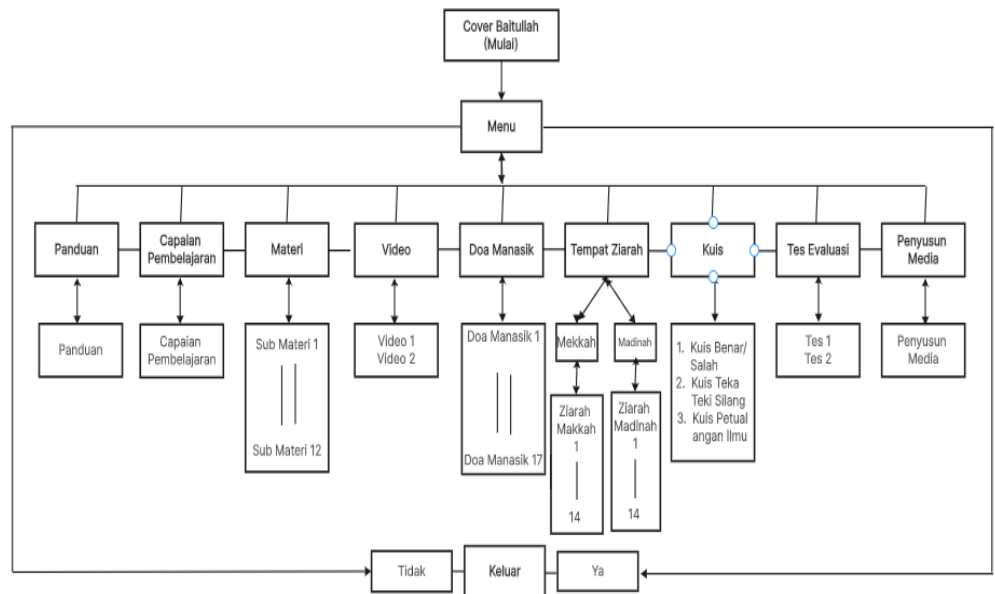 Cover Baitullah
(Mulai)
Menu
Panduan
Capaian
Pembelajaran
Materi
Video
Doa Manasik
Tempat Ziarah
Kuis
Tes Evaluasi
Penyusun
Media
Panduan
Capaian
Pembelajaran
Sub Materi 1
Sub Materi 12
Video 1
Video 2
Doa Manasik 1
Doa Manasik 17
Mekkah
Madinah
Ziarah
Makkah
1
14
Ziarah
Madinah
1
14
1. Kuis Benar/
Salah
2. Kuis Teka
Teki Silang
3. Kuis Petual
angan Ilmu
Tes 1
Tes 2
Penyusun
Media
Tidak
Keluar
Ya